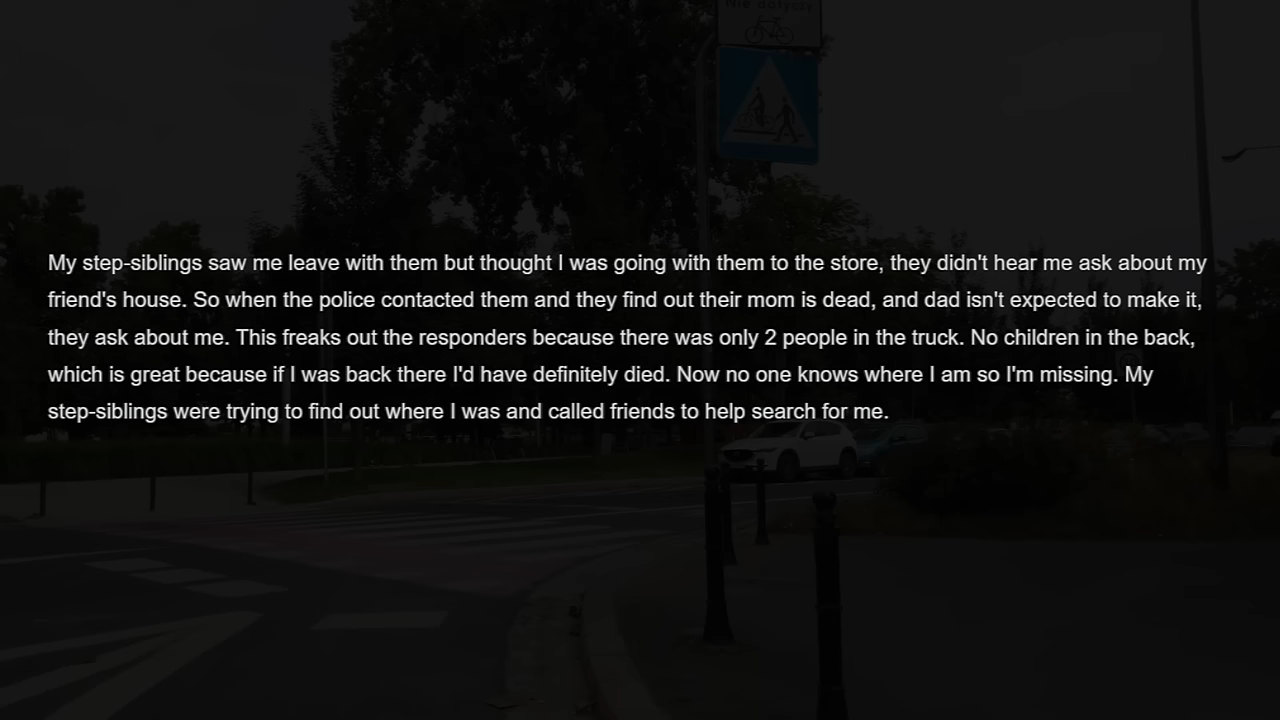 Nie dotyczy
My step-siblings saw me leave with them but thought I was going with them to the store, they didn't hear me ask about my
friend's house. So when the police contacted them and they find out their mom is dead, and dad isn't expected to make it,
they ask about me. This freaks out the responders because there was only 2 people in the truck. No children in the back,
which is great because if I was back there I'd have definitely died. Now no one knows where I am so I'm missing. My
step-siblings were trying to find out where I was and called friends to help search for me.